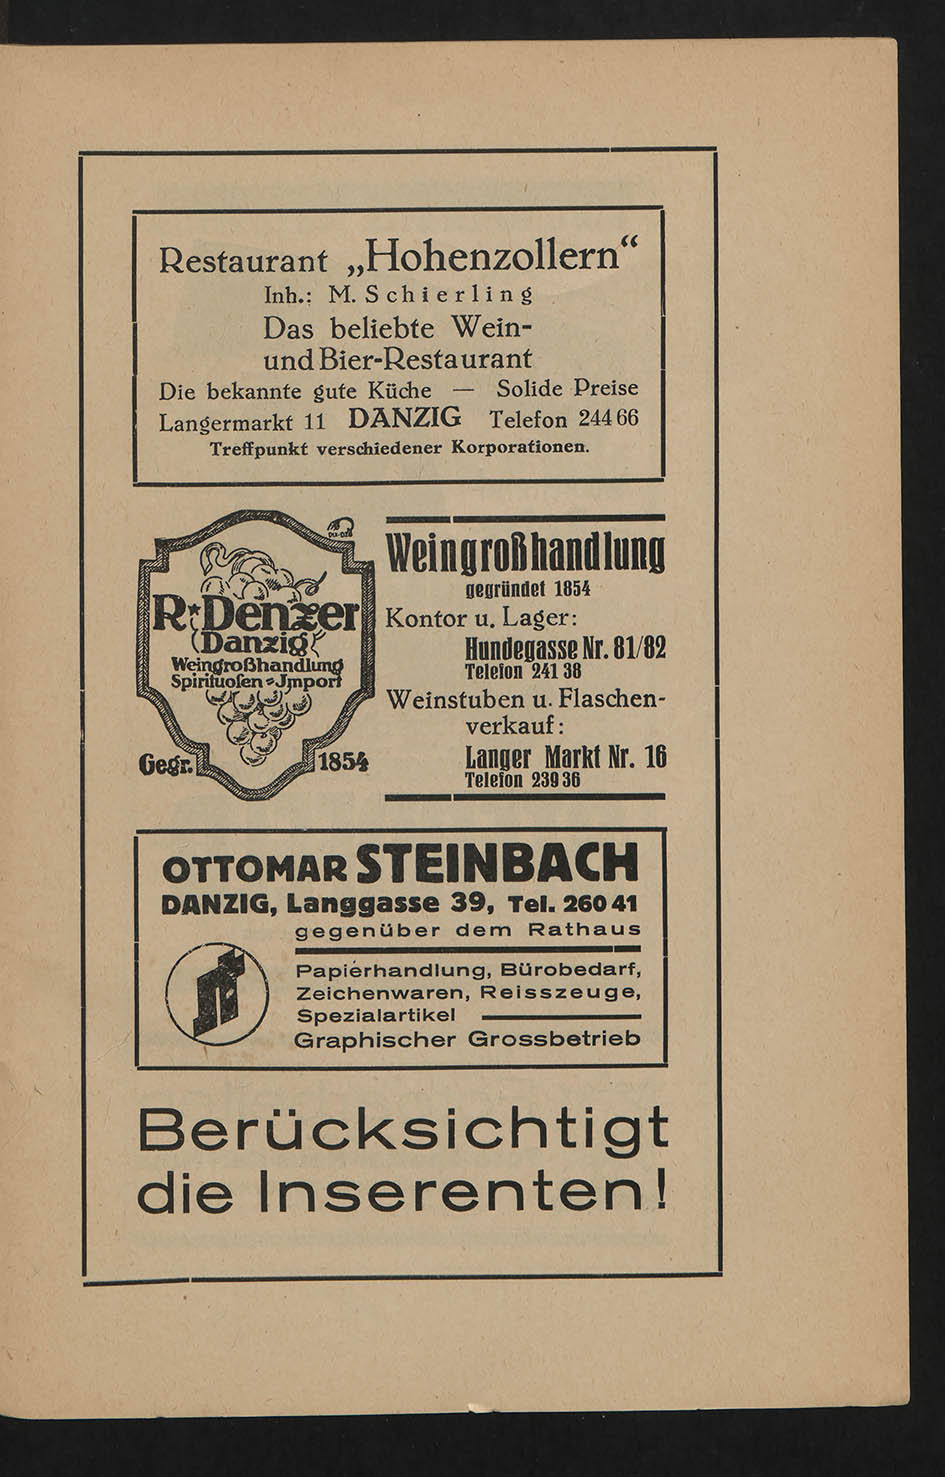 Restaurant „Hohenzollern“
Inh.: M. Schierling
Das beliebte Wein-
und Bier-Restaurant
Die bekannte gute Küche — Solide Preise
Langermarkt 11 DANZIG Telefon 244 66
Treffpunkt verschiedener Korporationen.
R. Denzer
(Danzig)
Weingroßhandlung
Spirituosen-Jmport
Gegr. 1854
Weingroßhandlung
gegründet 1854
Kontor u. Lager:
Hundegasse Nr. 81/82
Telefon 241 38
Weinstuben u. Flaschen-
verkauf:
Langer Markt Nr. 16
Telefon 239 36
OTTOMAR STEINBACH
DANZIG, Langgasse 39, Tel. 260 41
gegenüber dem Rathaus
Papierhandlung, Bürobedarf,
Zeichenwaren, Reisszeuge,
Spezialartikel
Graphischer Grossbetrieb
Berücksichtigt
die Inserenten!